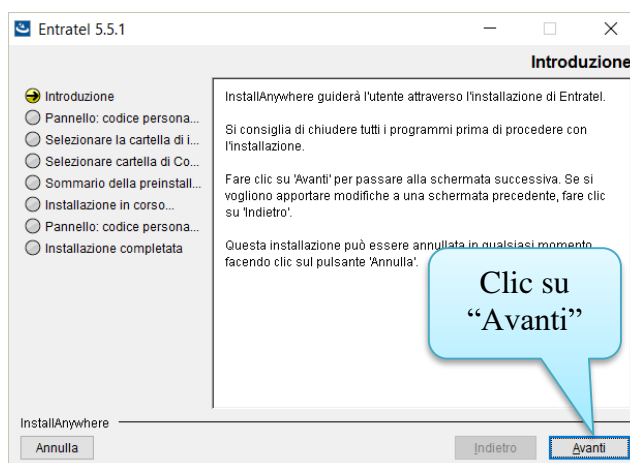 Entratel 5.5.1
Introduzione
Introduzione
Pannello: codice persona...
Selezionare la cartella di i...
Selezionare cartella di Co...
Sommario della preinstall...
Installazione in corso...
Pannello: codice persona...
Installazione completata
InstallAnywhere guiderà l'utente attraverso l'installazione di Entratel.
Si consiglia di chiudere tutti i programmi prima di procedere con
l'installazione.
Fare clic su 'Avanti' per passare alla schermata successiva. Se si
vogliono apportare modifiche a una schermata precedente, fare clic
su 'Indietro'.
Questa installazione può essere annullata in qualsiasi momento
facendo clic sul pulsante 'Annulla'.
Clic su
“Avanti”
InstallAnywhere
Annulla
Indietro
Avanti